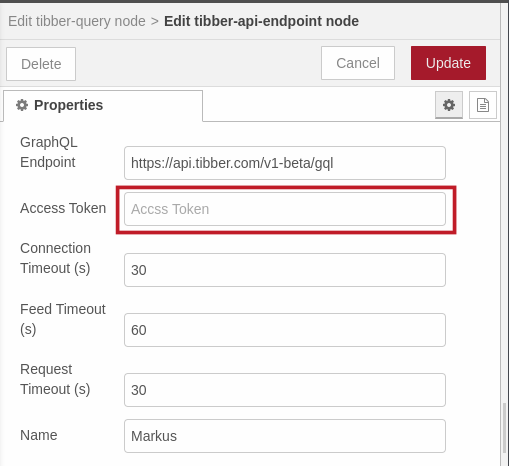 Edit tibber-query node > Edit tibber-api-endpoint node
Delete Cancel Update
Properties
GraphQL
Endpoint
https://api.tibber.com/v1-beta/gql
Access Token Accss Token
Connection
Timeout (s)
30
Feed Timeout
(s)
60
Request
Timeout (s)
30
Name Markus